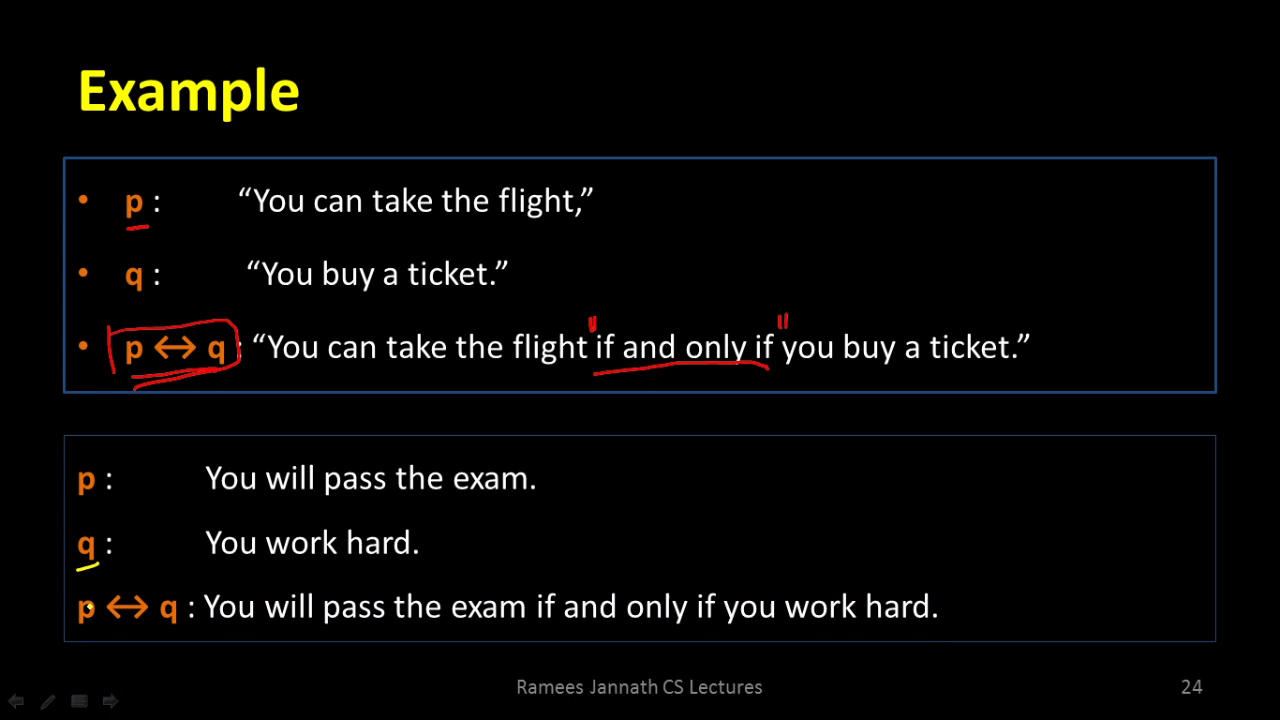 Example
• p : “You can take the flight,”
• q : “You buy a ticket.”
• p ↔ q : “You can take the flight if and only if you buy a ticket.”
p : You will pass the exam.
q : You work hard.
p ↔ q : You will pass the exam if and only if you work hard.
Ramees Jannath CS Lectures
24